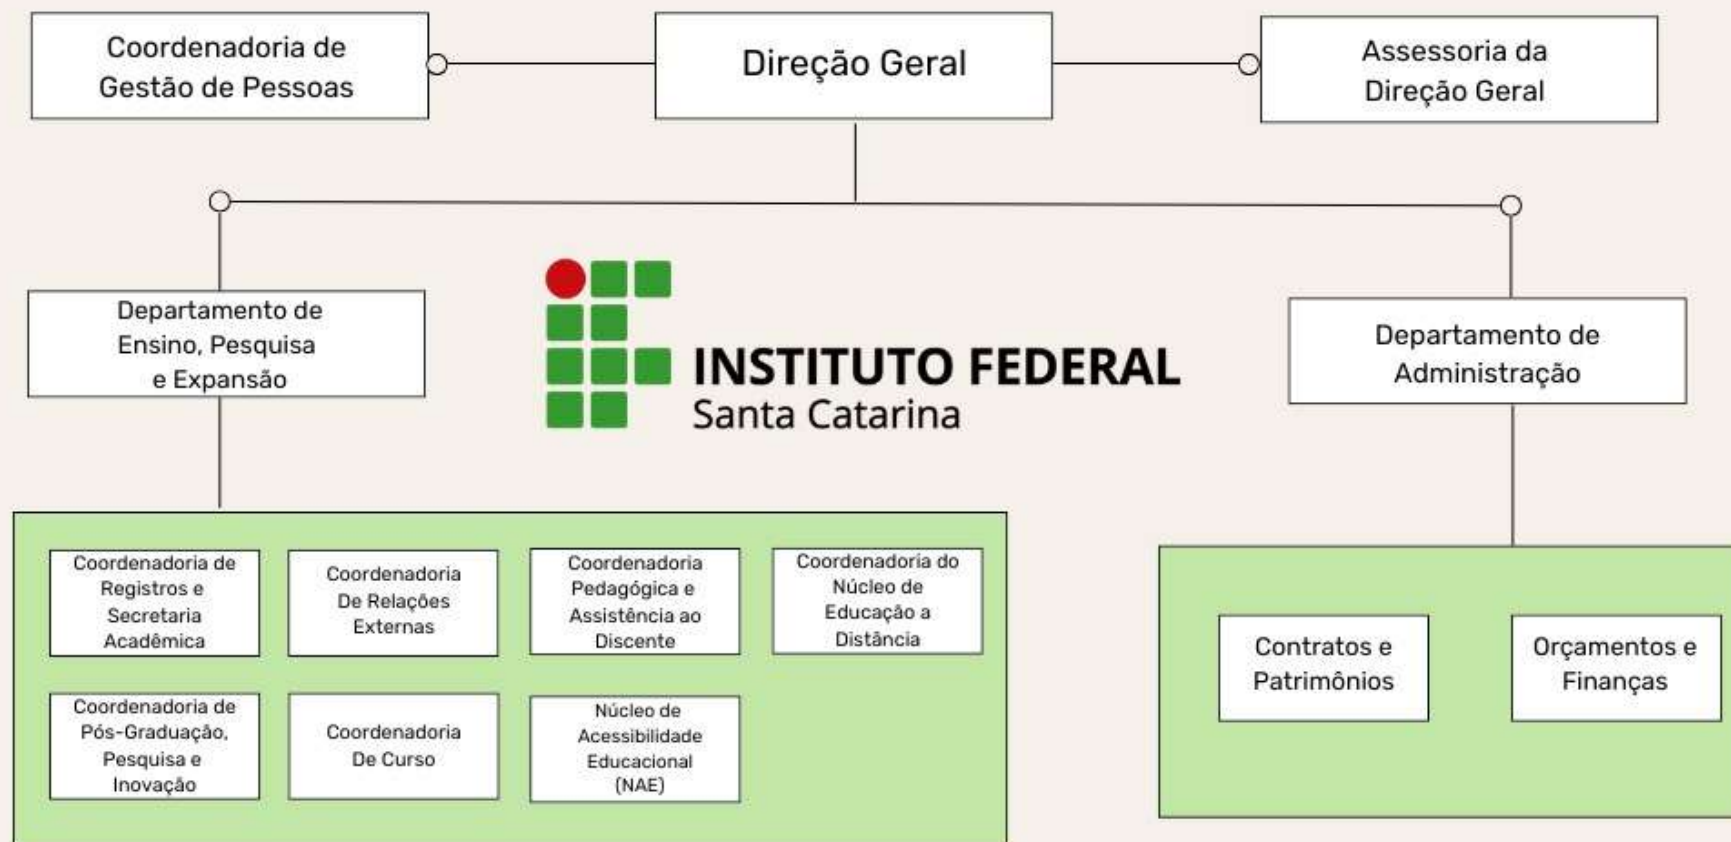 Coordenadoria de
Gestão de Pessoas
Direção Geral
Assessoria da
Direção Geral
Departamento de
Ensino, Pesquisa
e Expansão
INSTITUTO FEDERAL
Santa Catarina
Departamento de
Administração
Coordenadoria de
Registros e
Secretaria
Acadêmica
Coordenadoria
De Relações
Externas
Coordenadoria
Pedagógica e
Assistência ao
Discente
Coordenadoria do
Núcleo de
Educação a
Distância
Coordenadoria de
Pós-Graduação,
Pesquisa e
Inovação
Coordenadoria
De Curso
Núcleo de
Acessibilidade
Educacional
(NAE)
Contratos e
Patrimônios
Orçamentos e
Finanças